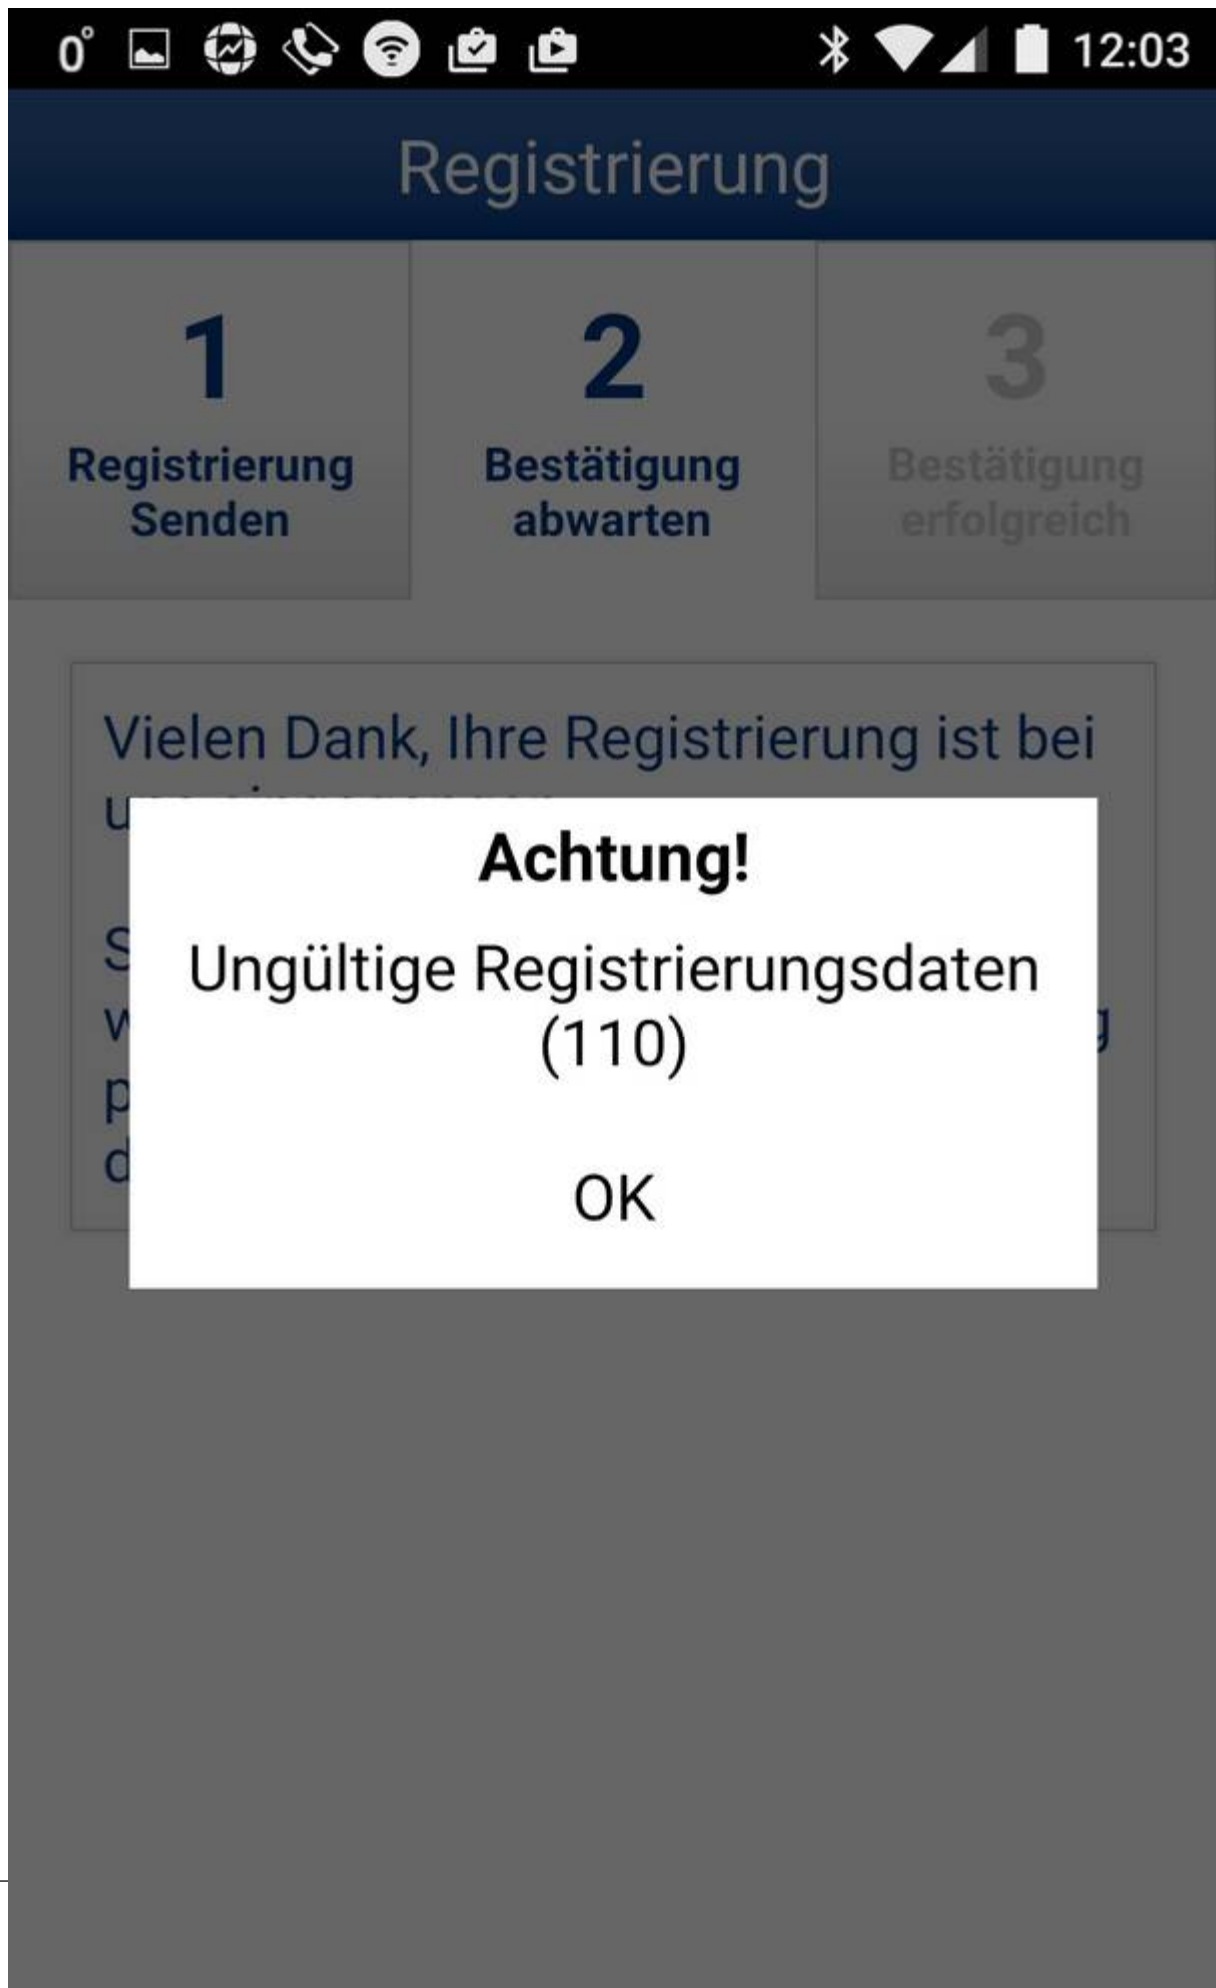 0° 12:03
Registrierung
1
Registrierung
Senden
2
Bestätigung
abwarten
3
Bestätigung
erfolgreich
Vielen Dank, Ihre Registrierung ist bei
Achtung!
Ungültige Registrierungsdaten
(110)
OK